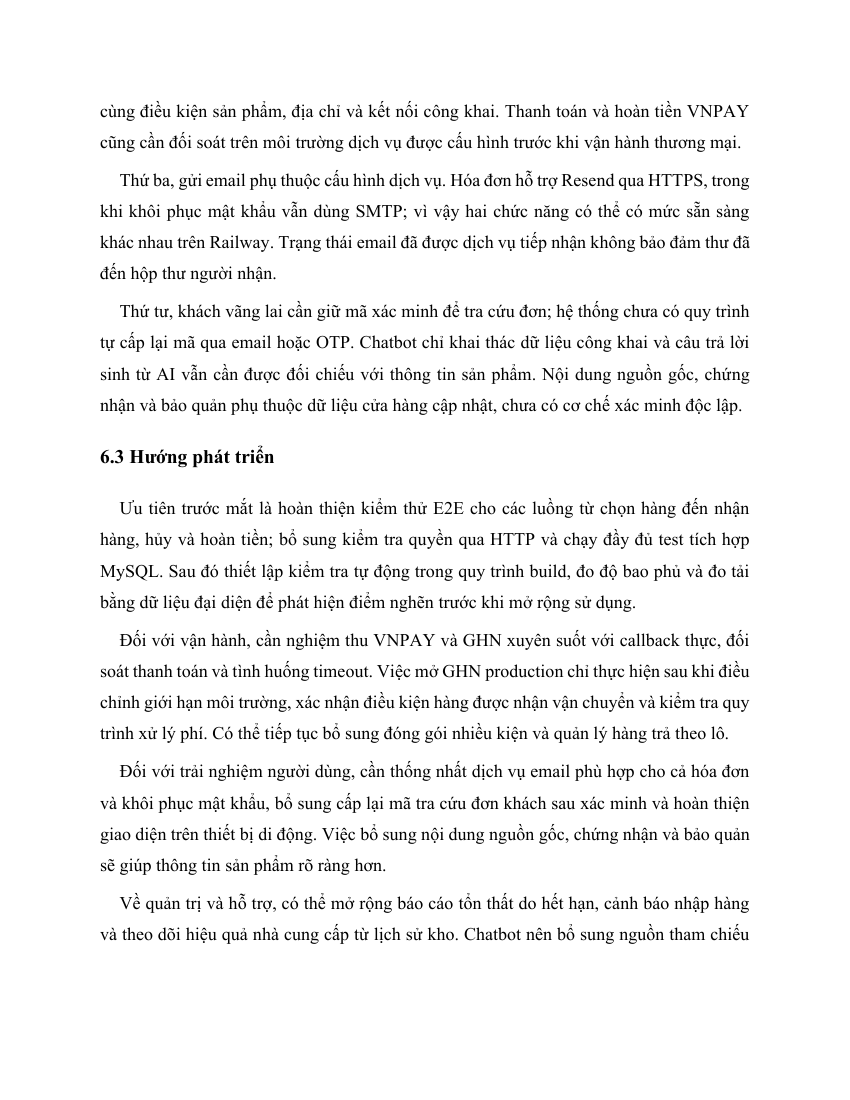 cùng điều kiện sản phẩm, địa chỉ và kết nối công khai. Thanh toán và hoàn tiền VNPAY
cũng cần đối soát trên môi trường dịch vụ được cấu hình trước khi vận hành thương mại.
Thứ ba, gửi email phụ thuộc cấu hình dịch vụ. Hóa đơn hỗ trợ Resend qua HTTPS, trong
khi khôi phục mật khẩu vẫn dùng SMTP; vì vậy hai chức năng có thể có mức sẵn sàng
khác nhau trên Railway. Trạng thái email đã được dịch vụ tiếp nhận không bảo đảm thư đã
đến hộp thư người nhận.
Thứ tư, khách vãng lai cần giữ mã xác minh để tra cứu đơn; hệ thống chưa có quy trình
tự cấp lại mã qua email hoặc OTP. Chatbot chỉ khai thác dữ liệu công khai và câu trả lời
sinh từ AI vẫn cần được đối chiếu với thông tin sản phẩm. Nội dung nguồn gốc, chứng
nhận và bảo quản phụ thuộc dữ liệu cửa hàng cập nhật, chưa có cơ chế xác minh độc lập.
6.3 Hướng phát triển
Ưu tiên trước mắt là hoàn thiện kiểm thử E2E cho các luồng từ chọn hàng đến nhận
hàng, hủy và hoàn tiền; bổ sung kiểm tra quyền qua HTTP và chạy đầy đủ test tích hợp
MySQL. Sau đó thiết lập kiểm tra tự động trong quy trình build, đo độ bao phủ và đo tải
bằng dữ liệu đại diện để phát hiện điểm nghẽn trước khi mở rộng sử dụng.
Đối với vận hành, cần nghiệm thu VNPAY và GHN xuyên suốt với callback thực, đối
soát thanh toán và tình huống timeout. Việc mở GHN production chỉ thực hiện sau khi điều
chỉnh giới hạn môi trường, xác nhận điều kiện hàng được nhận vận chuyển và kiểm tra quy
trình xử lý phí. Có thể tiếp tục bổ sung đóng gói nhiều kiện và quản lý hàng trả theo lô.
Đối với trải nghiệm người dùng, cần thống nhất dịch vụ email phù hợp cho cả hóa đơn
và khôi phục mật khẩu, bổ sung cấp lại mã tra cứu đơn khách sau xác minh và hoàn thiện
giao diện trên thiết bị di động. Việc bổ sung nội dung nguồn gốc, chứng nhận và bảo quản
sẽ giúp thông tin sản phẩm rõ ràng hơn.
Về quản trị và hỗ trợ, có thể mở rộng báo cáo tổn thất do hết hạn, cảnh báo nhập hàng
và theo dõi hiệu quả nhà cung cấp từ lịch sử kho. Chatbot nên bổ sung nguồn tham chiếu